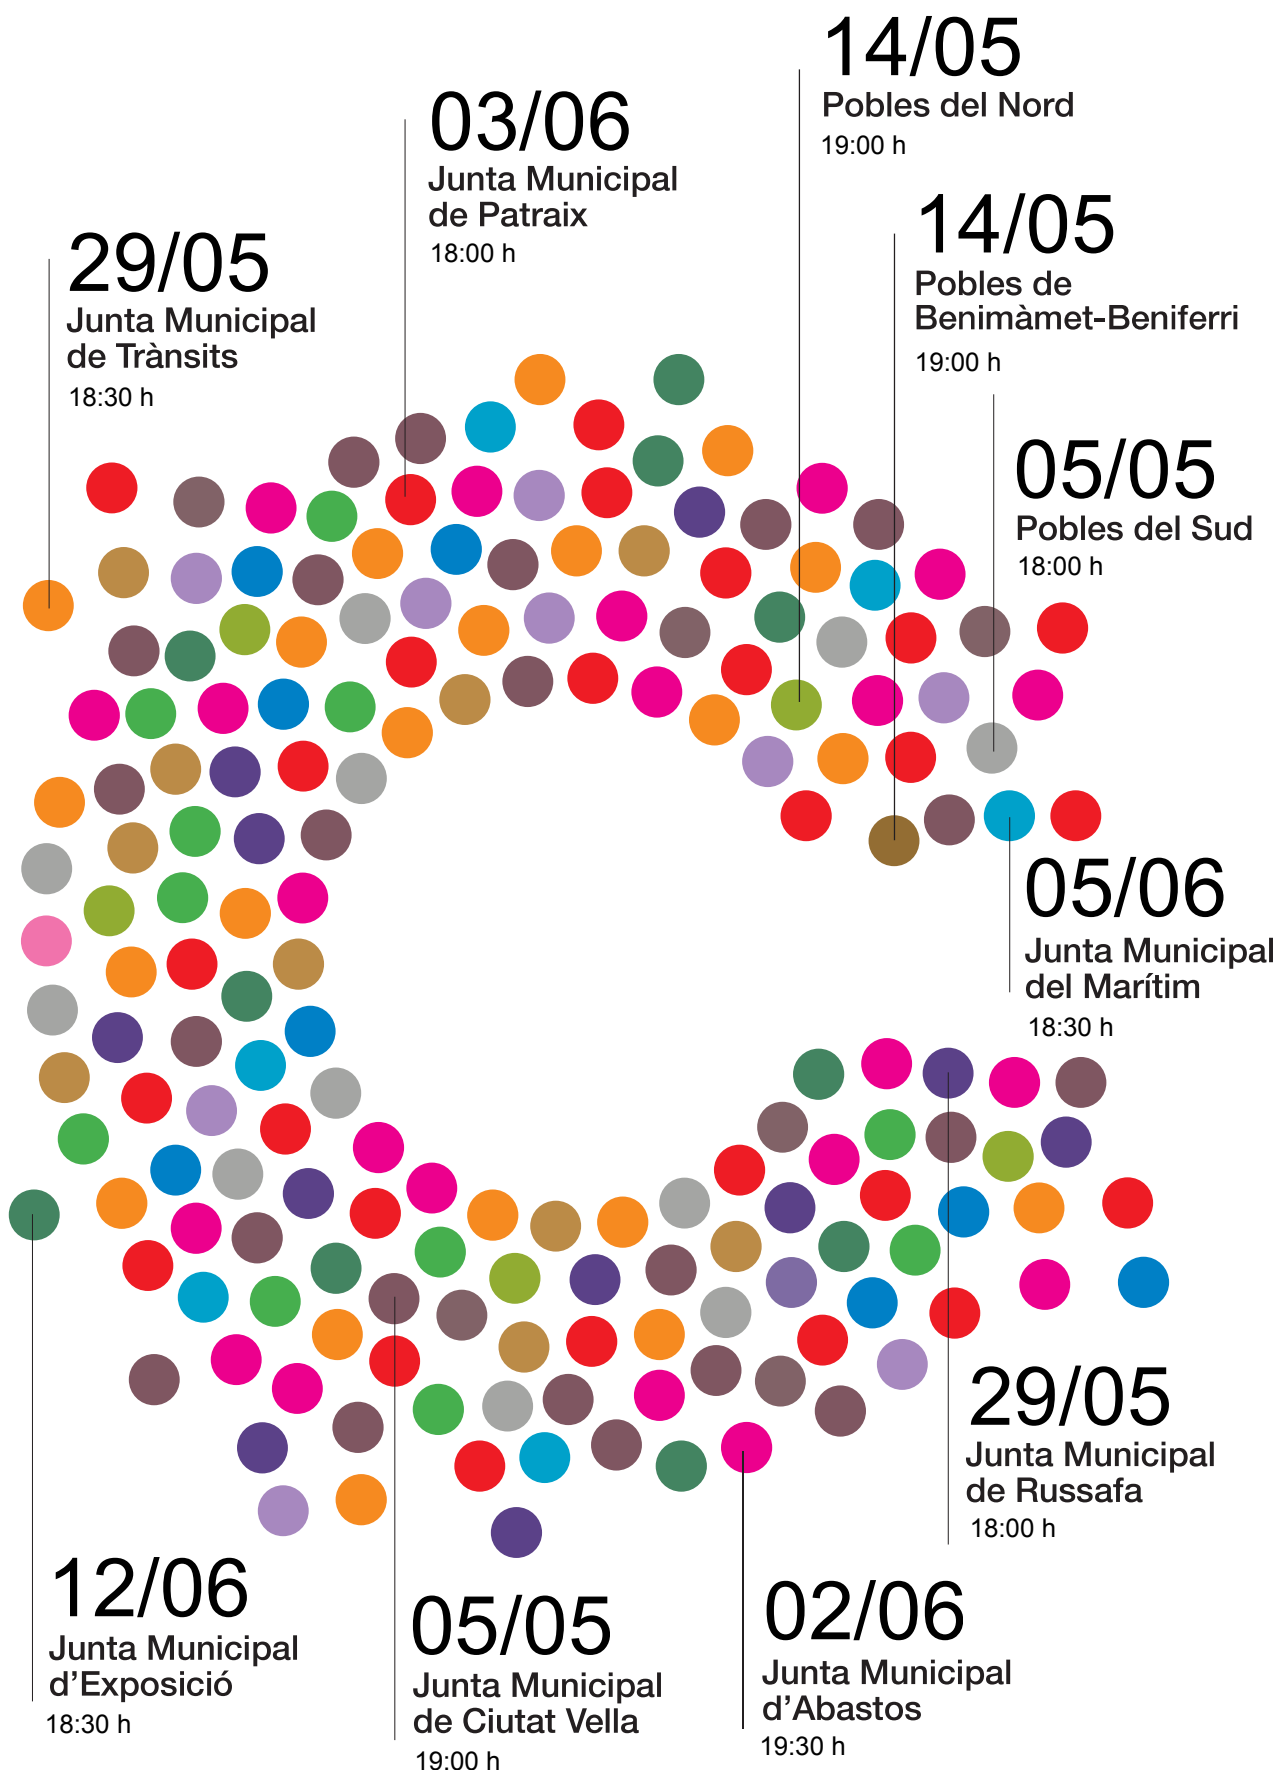 14/05
Pobles del Nord
19:00 h
03/06
Junta Municipal
de Patraix
18:00 h
14/05
Pobles de
Benimàmet-Beniferri
19:00 h
29/05
Junta Municipal
de Trànsits
18:30 h
05/05
Pobles del Sud
18:00 h
05/06
Junta Municipal
del Marítim
18:30 h
29/05
Junta Municipal
de Russafa
18:00 h
12/06
Junta Municipal
d’Exposició
18:30 h
05/05
Junta Municipal
de Ciutat Vella
19:00 h
02/06
Junta Municipal
d’Abastos
19:30 h